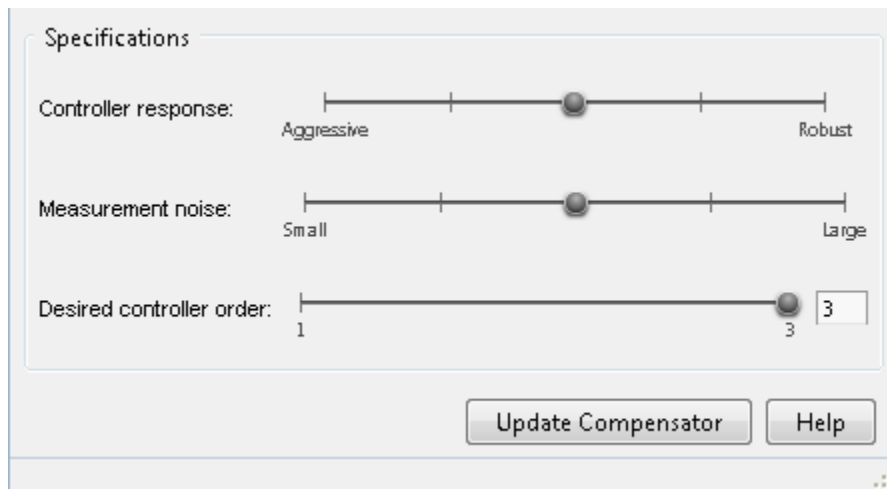 Specifications
Controller response:
Aggressive Robust
Measurement noise:
Small Large
Desired controller order: 3
1 3
Update Compensator Help